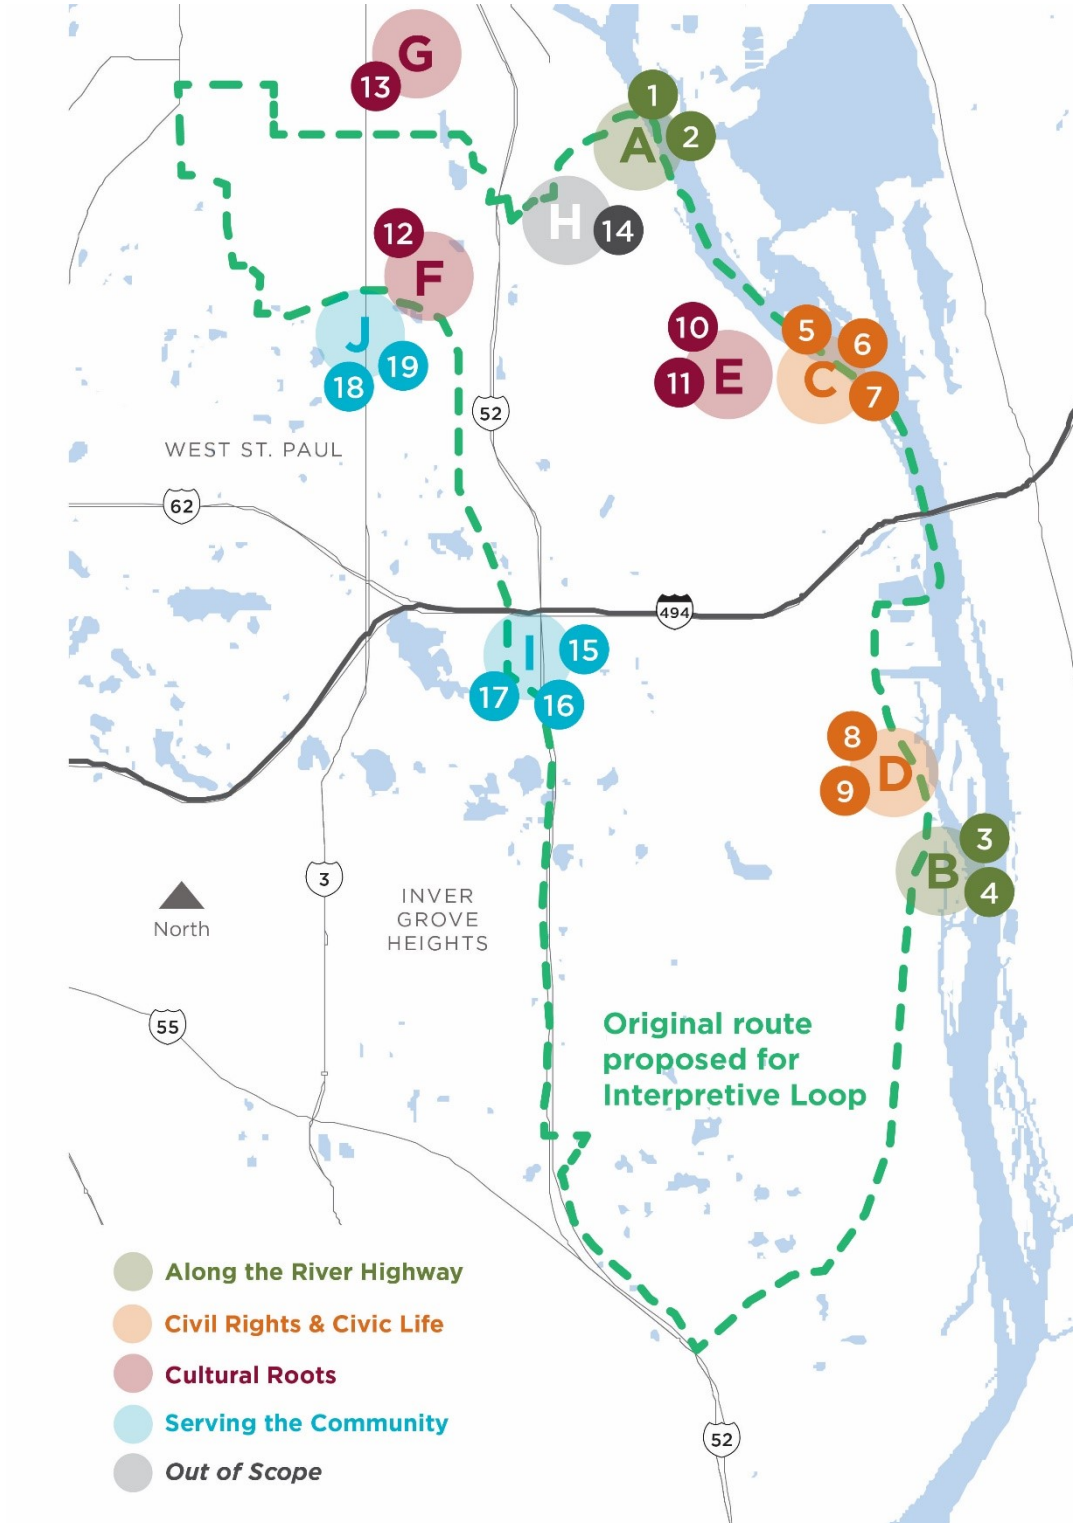 G
13
1
A
2
H
14
12
F
J
19
18
5
6
10
11
E
C
7
52
WEST ST. PAUL
62
494
I
15
17
16
8
D
9
3
B
4
3
INVER
GROVE
HEIGHTS
North
55
Original route
proposed for
Interpretive Loop
Along the River Highway
Civil Rights & Civic Life
Cultural Roots
Serving the Community
Out of Scope
52